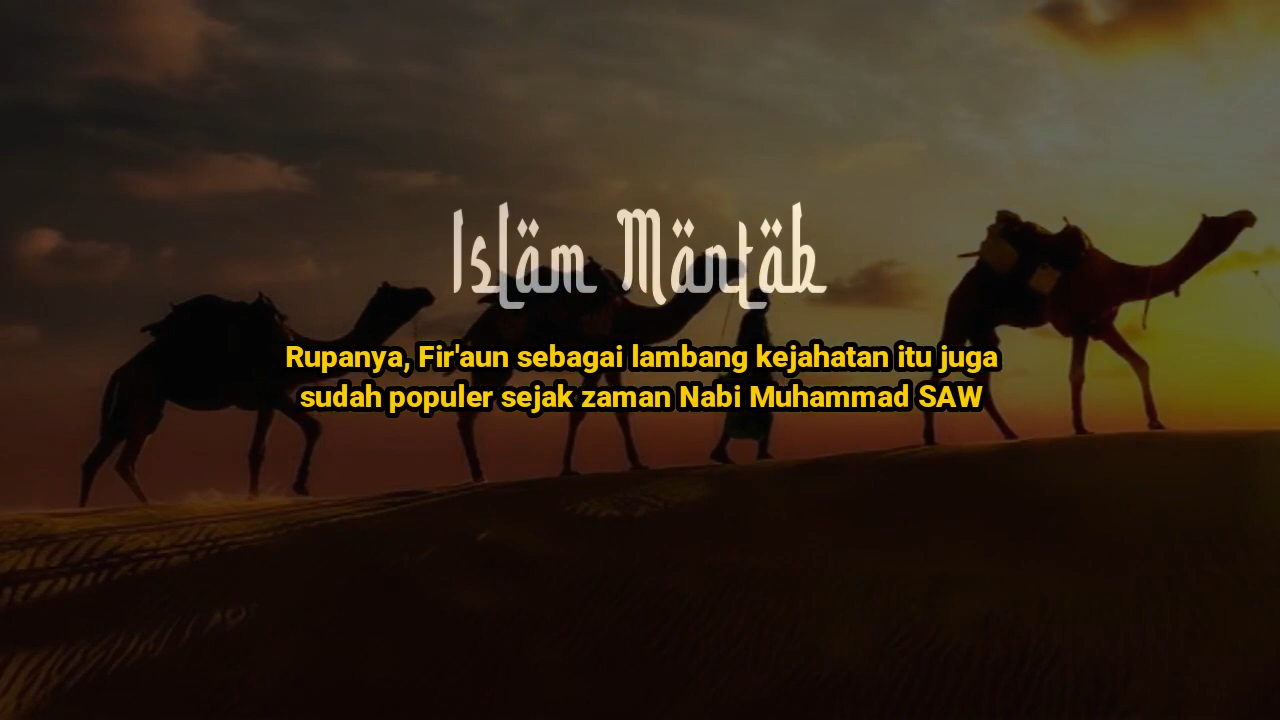 Islam Mantab
Rupanya, Fir'aun sebagai lambang kejahatan itu juga
sudah populer sejak zaman Nabi Muhammad SAW